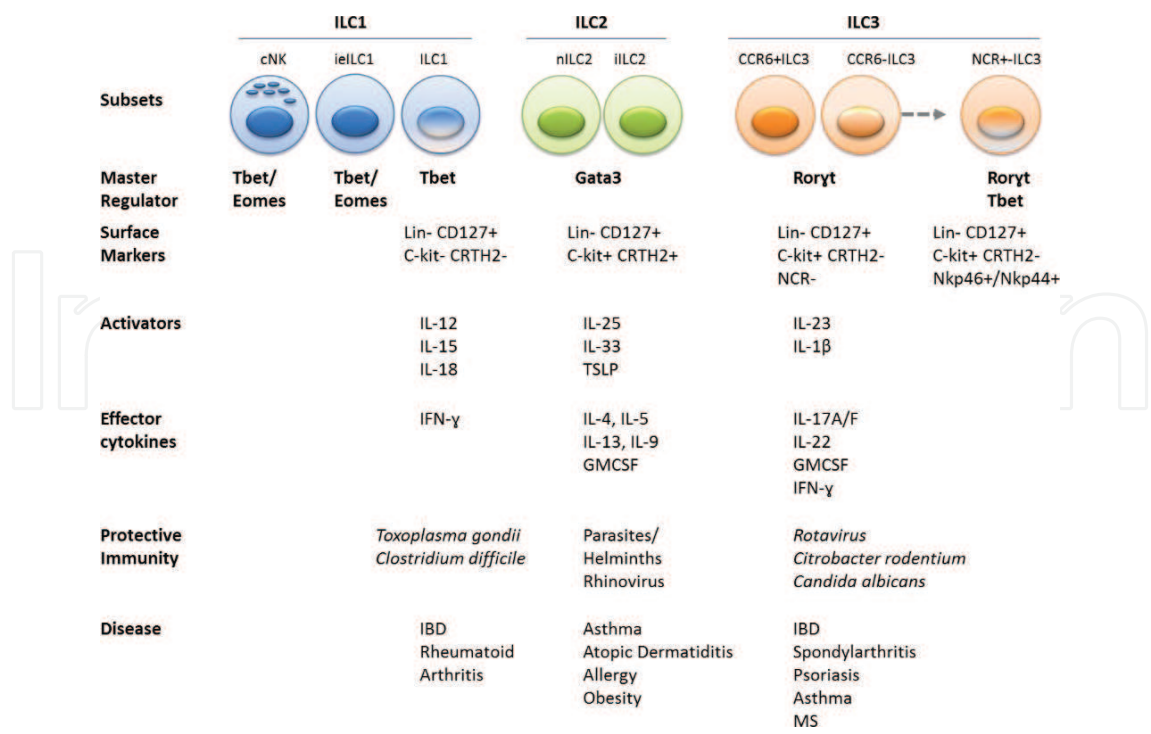 ILC1 ILC2 ILC3
cNK ieILC1 ILC1 nILC2 iILC2 CCR6+ILC3 CCR6-ILC3 NCR+-ILC3
Subsets
Master Tbet/ Tbet/ Tbet Gata3 Rorɣt Rorɣt
Regulator Eomes Eomes Tbet
Surface Lin- CD127+ Lin- CD127+ Lin- CD127+ Lin- CD127+
Markers C-kit- CRTH2- C-kit+ CRTH2+ C-kit+ CRTH2- C-kit+ CRTH2-
NCR- Nkp46+/Nkp44+
Activators IL-12 IL-25 IL-23
IL-15 IL-33 IL-1β
IL-18 TSLP
Effector IFN-ɣ IL-4, IL-5 IL-17A/F
cytokines IL-13, IL-9 IL-22
GMCSF GMCSF
IFN-ɣ
Protective Toxoplasma gondii Parasites/ Rotavirus
Immunity Clostridium difficile Helminths Citrobacter rodentium
Rhinovirus Candida albicans
Disease IBD Asthma IBD
Rheumatoid Atopic Dermatiditis Spondylarthritis
Arthritis Allergy Psoriasis
Obesity Asthma
MS